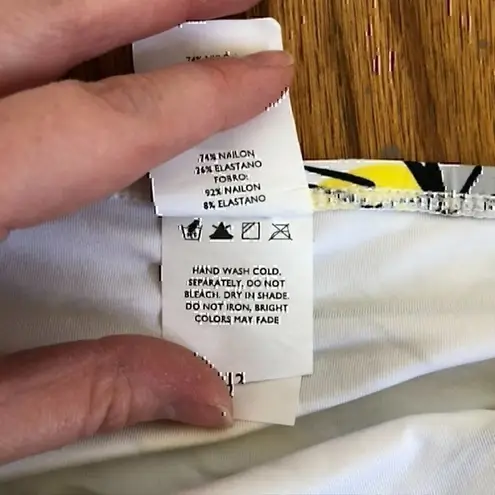 74% NAILON
26% ELASTANO
FORRO:
92% NAILON
8% ELASTANO
HAND WASH COLD,
SEPARATELY, DO NOT
BLEACH. DRY IN SHADE.
DO NOT IRON, BRIGHT
COLORS MAY FADE